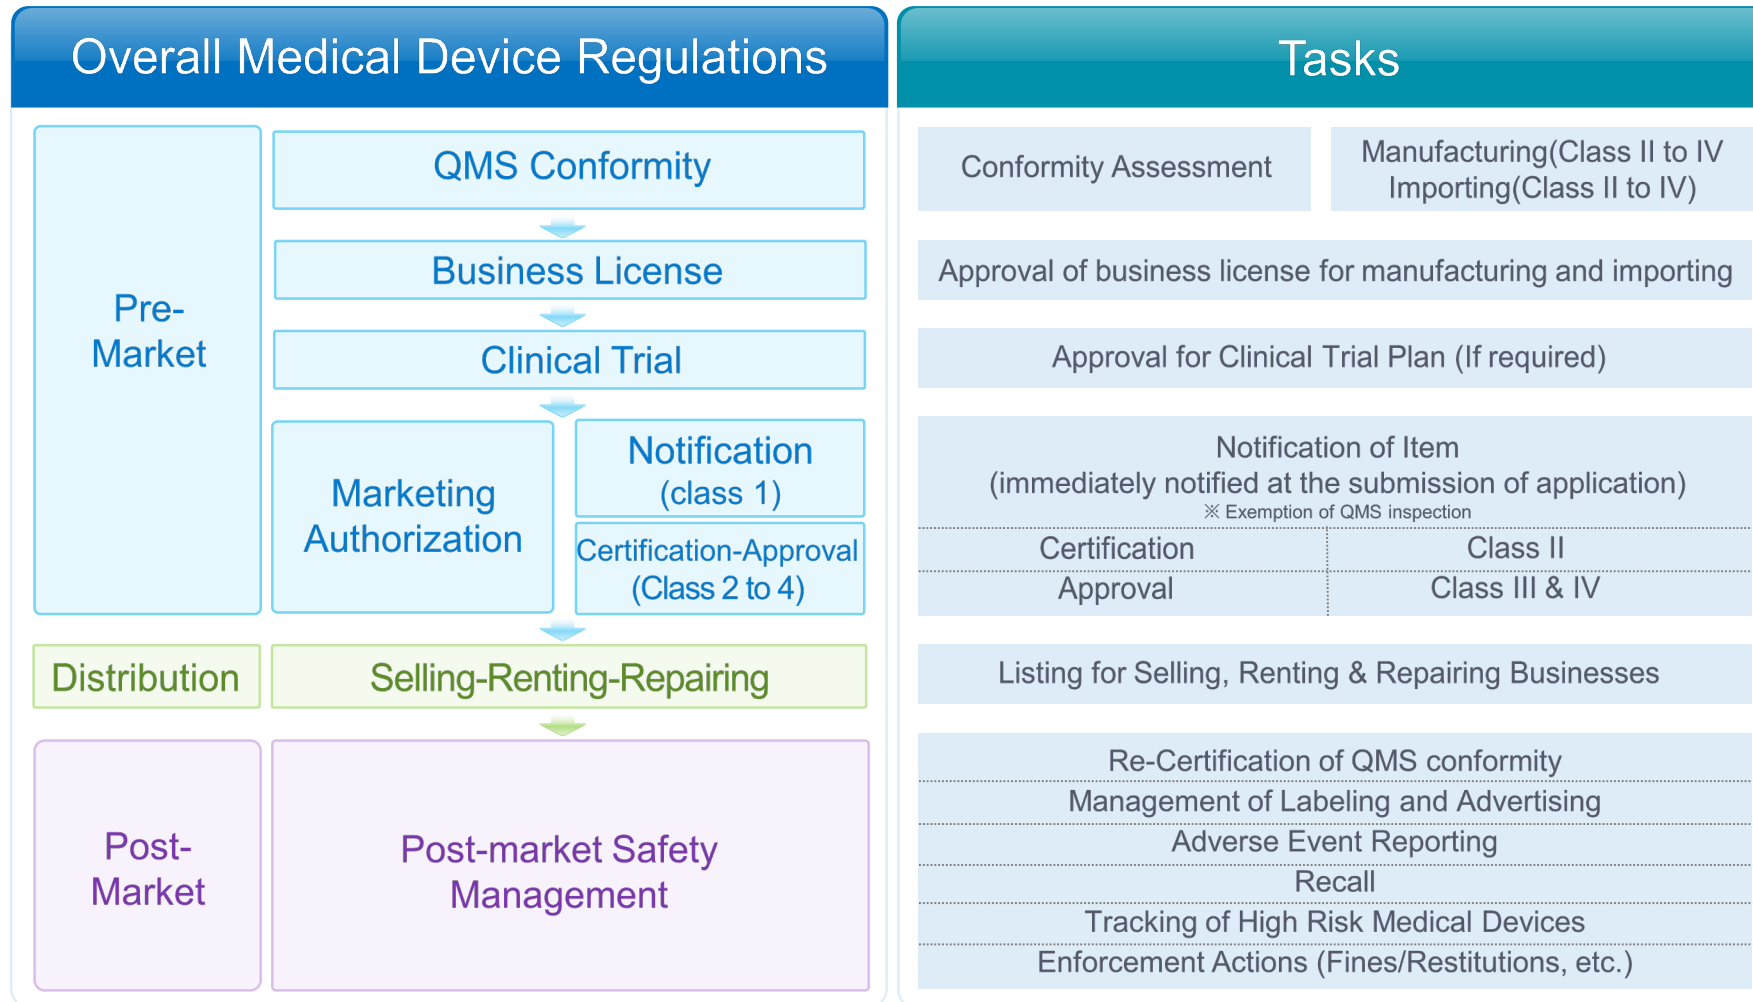 Overall Medical Device Regulations
Tasks
Pre-
Market
QMS Conformity
Conformity Assessment
Manufacturing(Class II to IV
Importing(Class II to IV)
Business License
Approval of business license for manufacturing and importing
Clinical Trial
Approval for Clinical Trial Plan (If required)
Marketing
Authorization
Notification
(class 1)
Certification-Approval
(Class 2 to 4)
Notification of Item
(immediately notified at the submission of application)
※ Exemption of QMS inspection
Certification
Class II
Approval
Class III & IV
Distribution
Selling-Renting-Repairing
Listing for Selling, Renting & Repairing Businesses
Post-
Market
Post-market Safety
Management
Re-Certification of QMS conformity
Management of Labeling and Advertising
Adverse Event Reporting
Recall
Tracking of High Risk Medical Devices
Enforcement Actions (Fines/Restitutions, etc.)